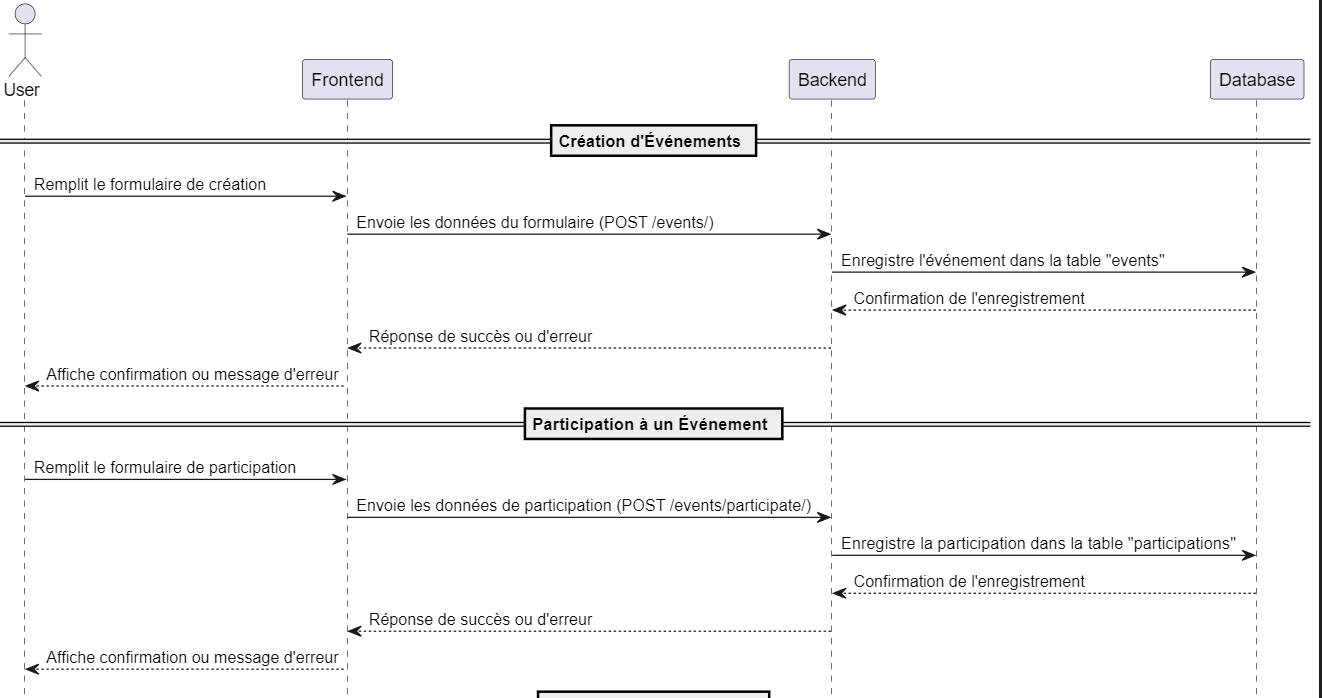 User
Frontend
Backend
Database
Création d'Événements
Remplit le formulaire de création
Envoie les données du formulaire (POST /events/)
Enregistre l'événement dans la table "events"
Confirmation de l'enregistrement
Réponse de succès ou d'erreur
Affiche confirmation ou message d'erreur
Participation à un Événement
Remplit le formulaire de participation
Envoie les données de participation (POST /events/participate/)
Enregistre la participation dans la table "participations"
Confirmation de l'enregistrement
Réponse de succès ou d'erreur
Affiche confirmation ou message d'erreur